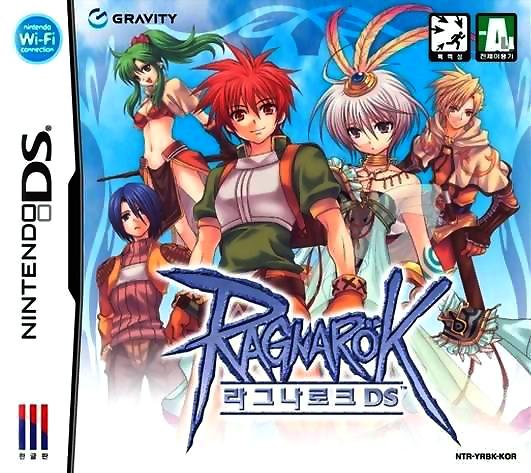 Nintendo
Wi-Fi
connection
GRAVITY
폭력성
전체이용가
NINTENDO DS
RAGNARÖK
라그나로크 DS™
한글판
NTR-YRBK-KOR